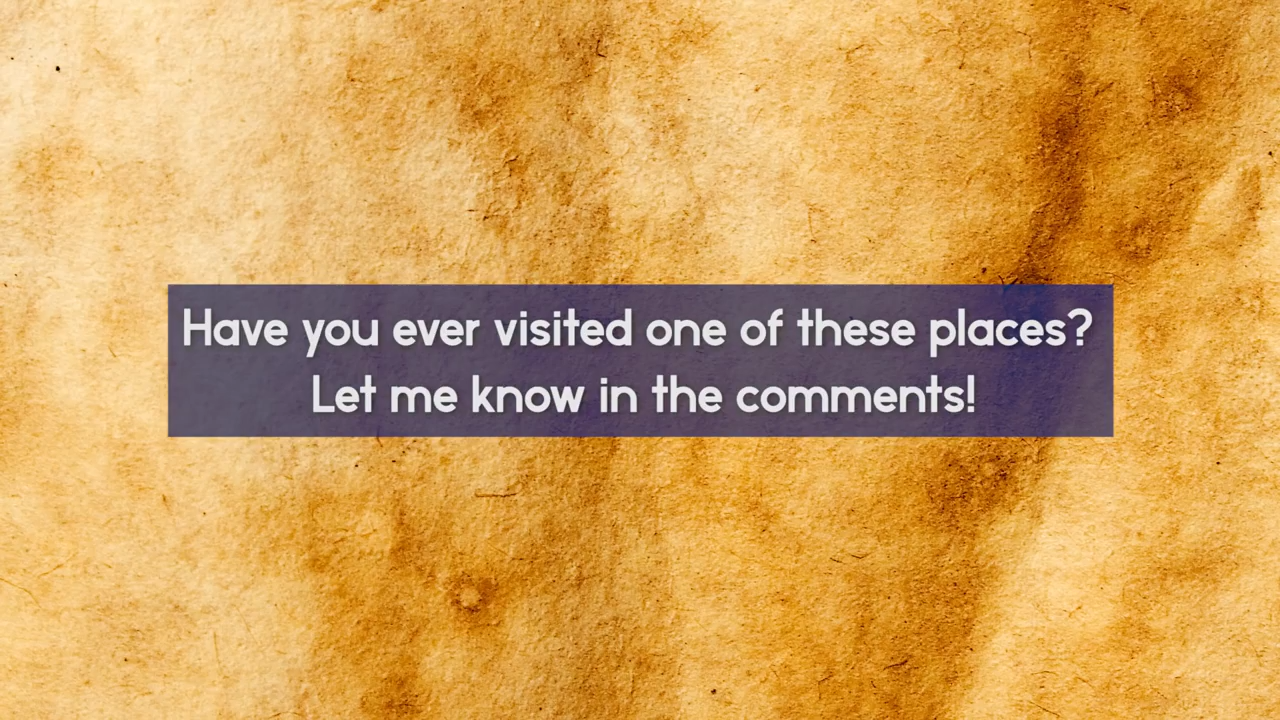 Have you ever visited one of these places?
Let me know in the comments!